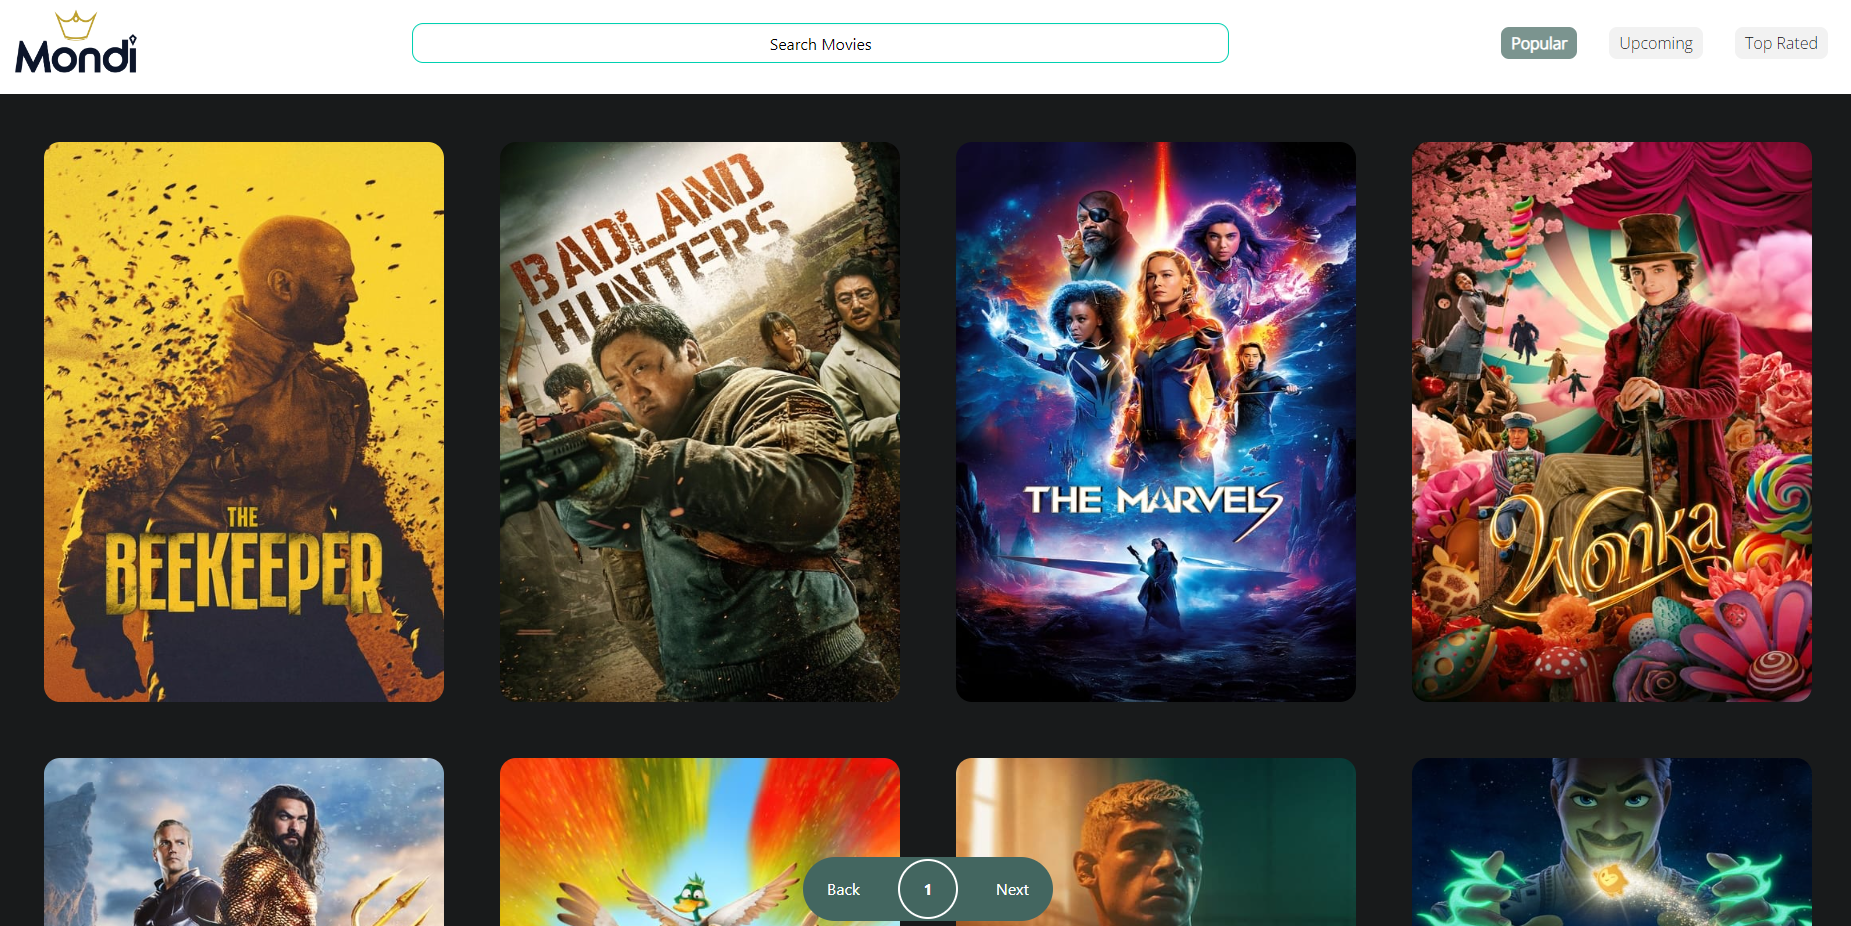 Mondi
Search Movies
Popular
Upcoming
Top Rated
THE
BEEKEEPER
BADLAND
HUNTERS
THE MARVELS
Wonka
Back
1
Next